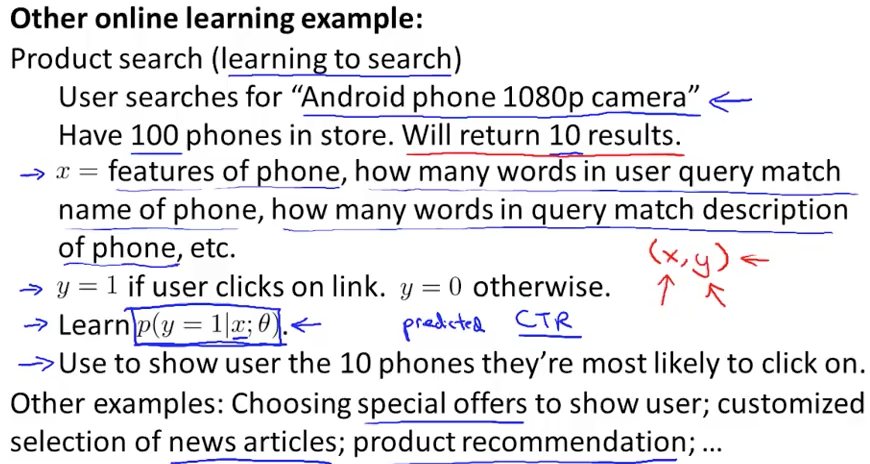 Other online learning example:
Product search (learning to search)
User searches for “Android phone 1080p camera”
Have 100 phones in store. Will return 10 results.
x = features of phone, how many words in user query match
name of phone, how many words in query match description
of phone, etc.
(x, y)
y = 1 if user clicks on link. y = 0 otherwise.
Learn p(y = 1|x; θ). predicted CTR
Use to show user the 10 phones they’re most likely to click on.
Other examples: Choosing special offers to show user; customized
selection of news articles; product recommendation; ...